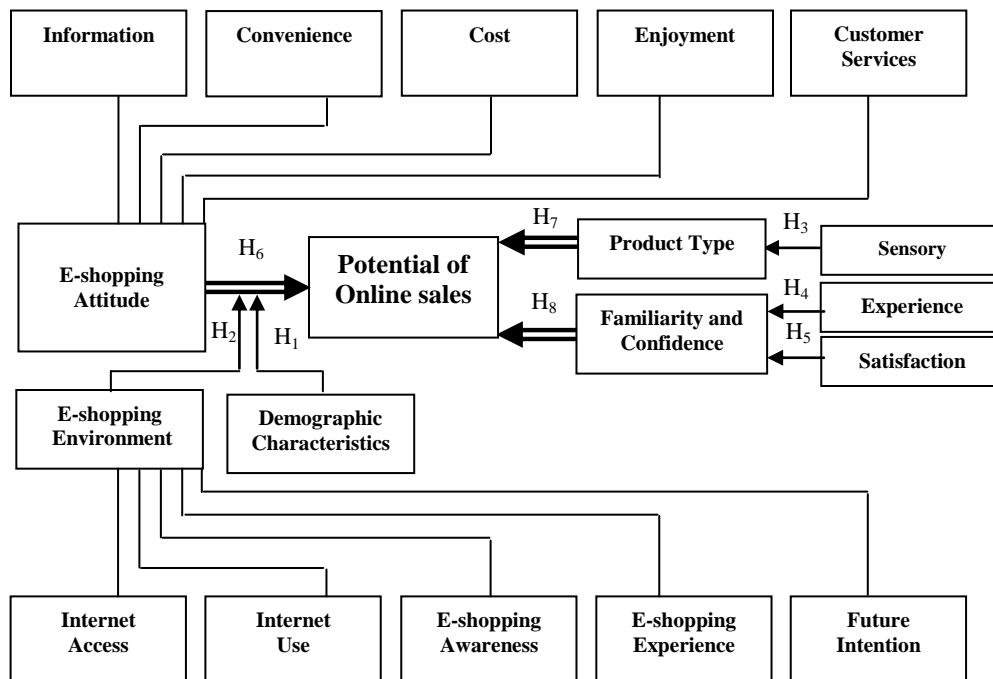 Information
Convenience
Cost
Enjoyment
Customer
Services
H7
H3
H6
Product Type
Sensory
E-shopping
Attitude
Potential of
Online sales
H4
H8
Familiarity and
Confidence
Experience
H2
H1
H5
Satisfaction
E-shopping
Environment
Demographic
Characteristics
Internet
Access
Internet
Use
E-shopping
Awareness
E-shopping
Experience
Future
Intention